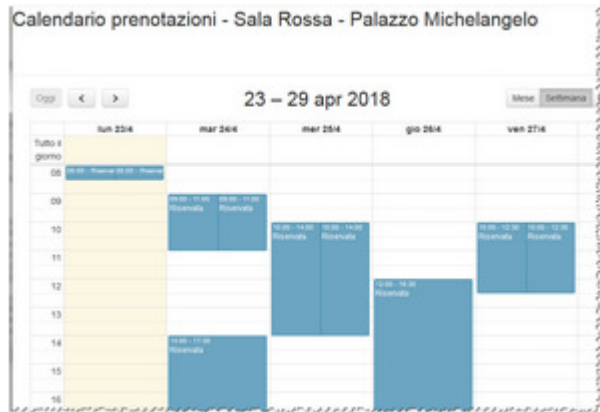 Calendario prenotazioni - Sala Rossa - Palazzo Michelangelo
Oggi < > 23 – 29 apr 2018 Mese Settimana
lun 23/4 mar 24/4 mer 25/4 gio 26/4 ven 27/4
Tutto il
giorno
08
09 09:00 - 11:00 09:00 - 11:00
Riservata Riservata
10 10:00 - 14:00 10:00 - 14:00 10:00 - 12:30 10:00 - 12:30
Riservata Riservata Riservata Riservata
11
12 12:00 - 16:30
Riservata
13
14 14:00 - 17:30
Riservata
15
16